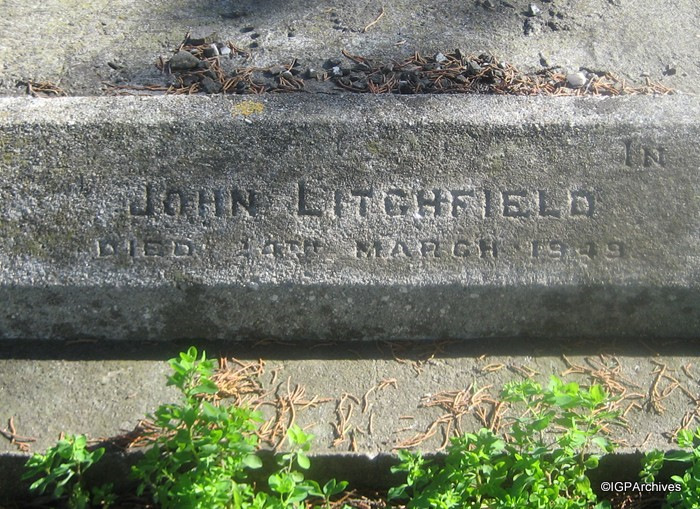 In
John Litchfield
Died 14th March 1949
©IGPArchives